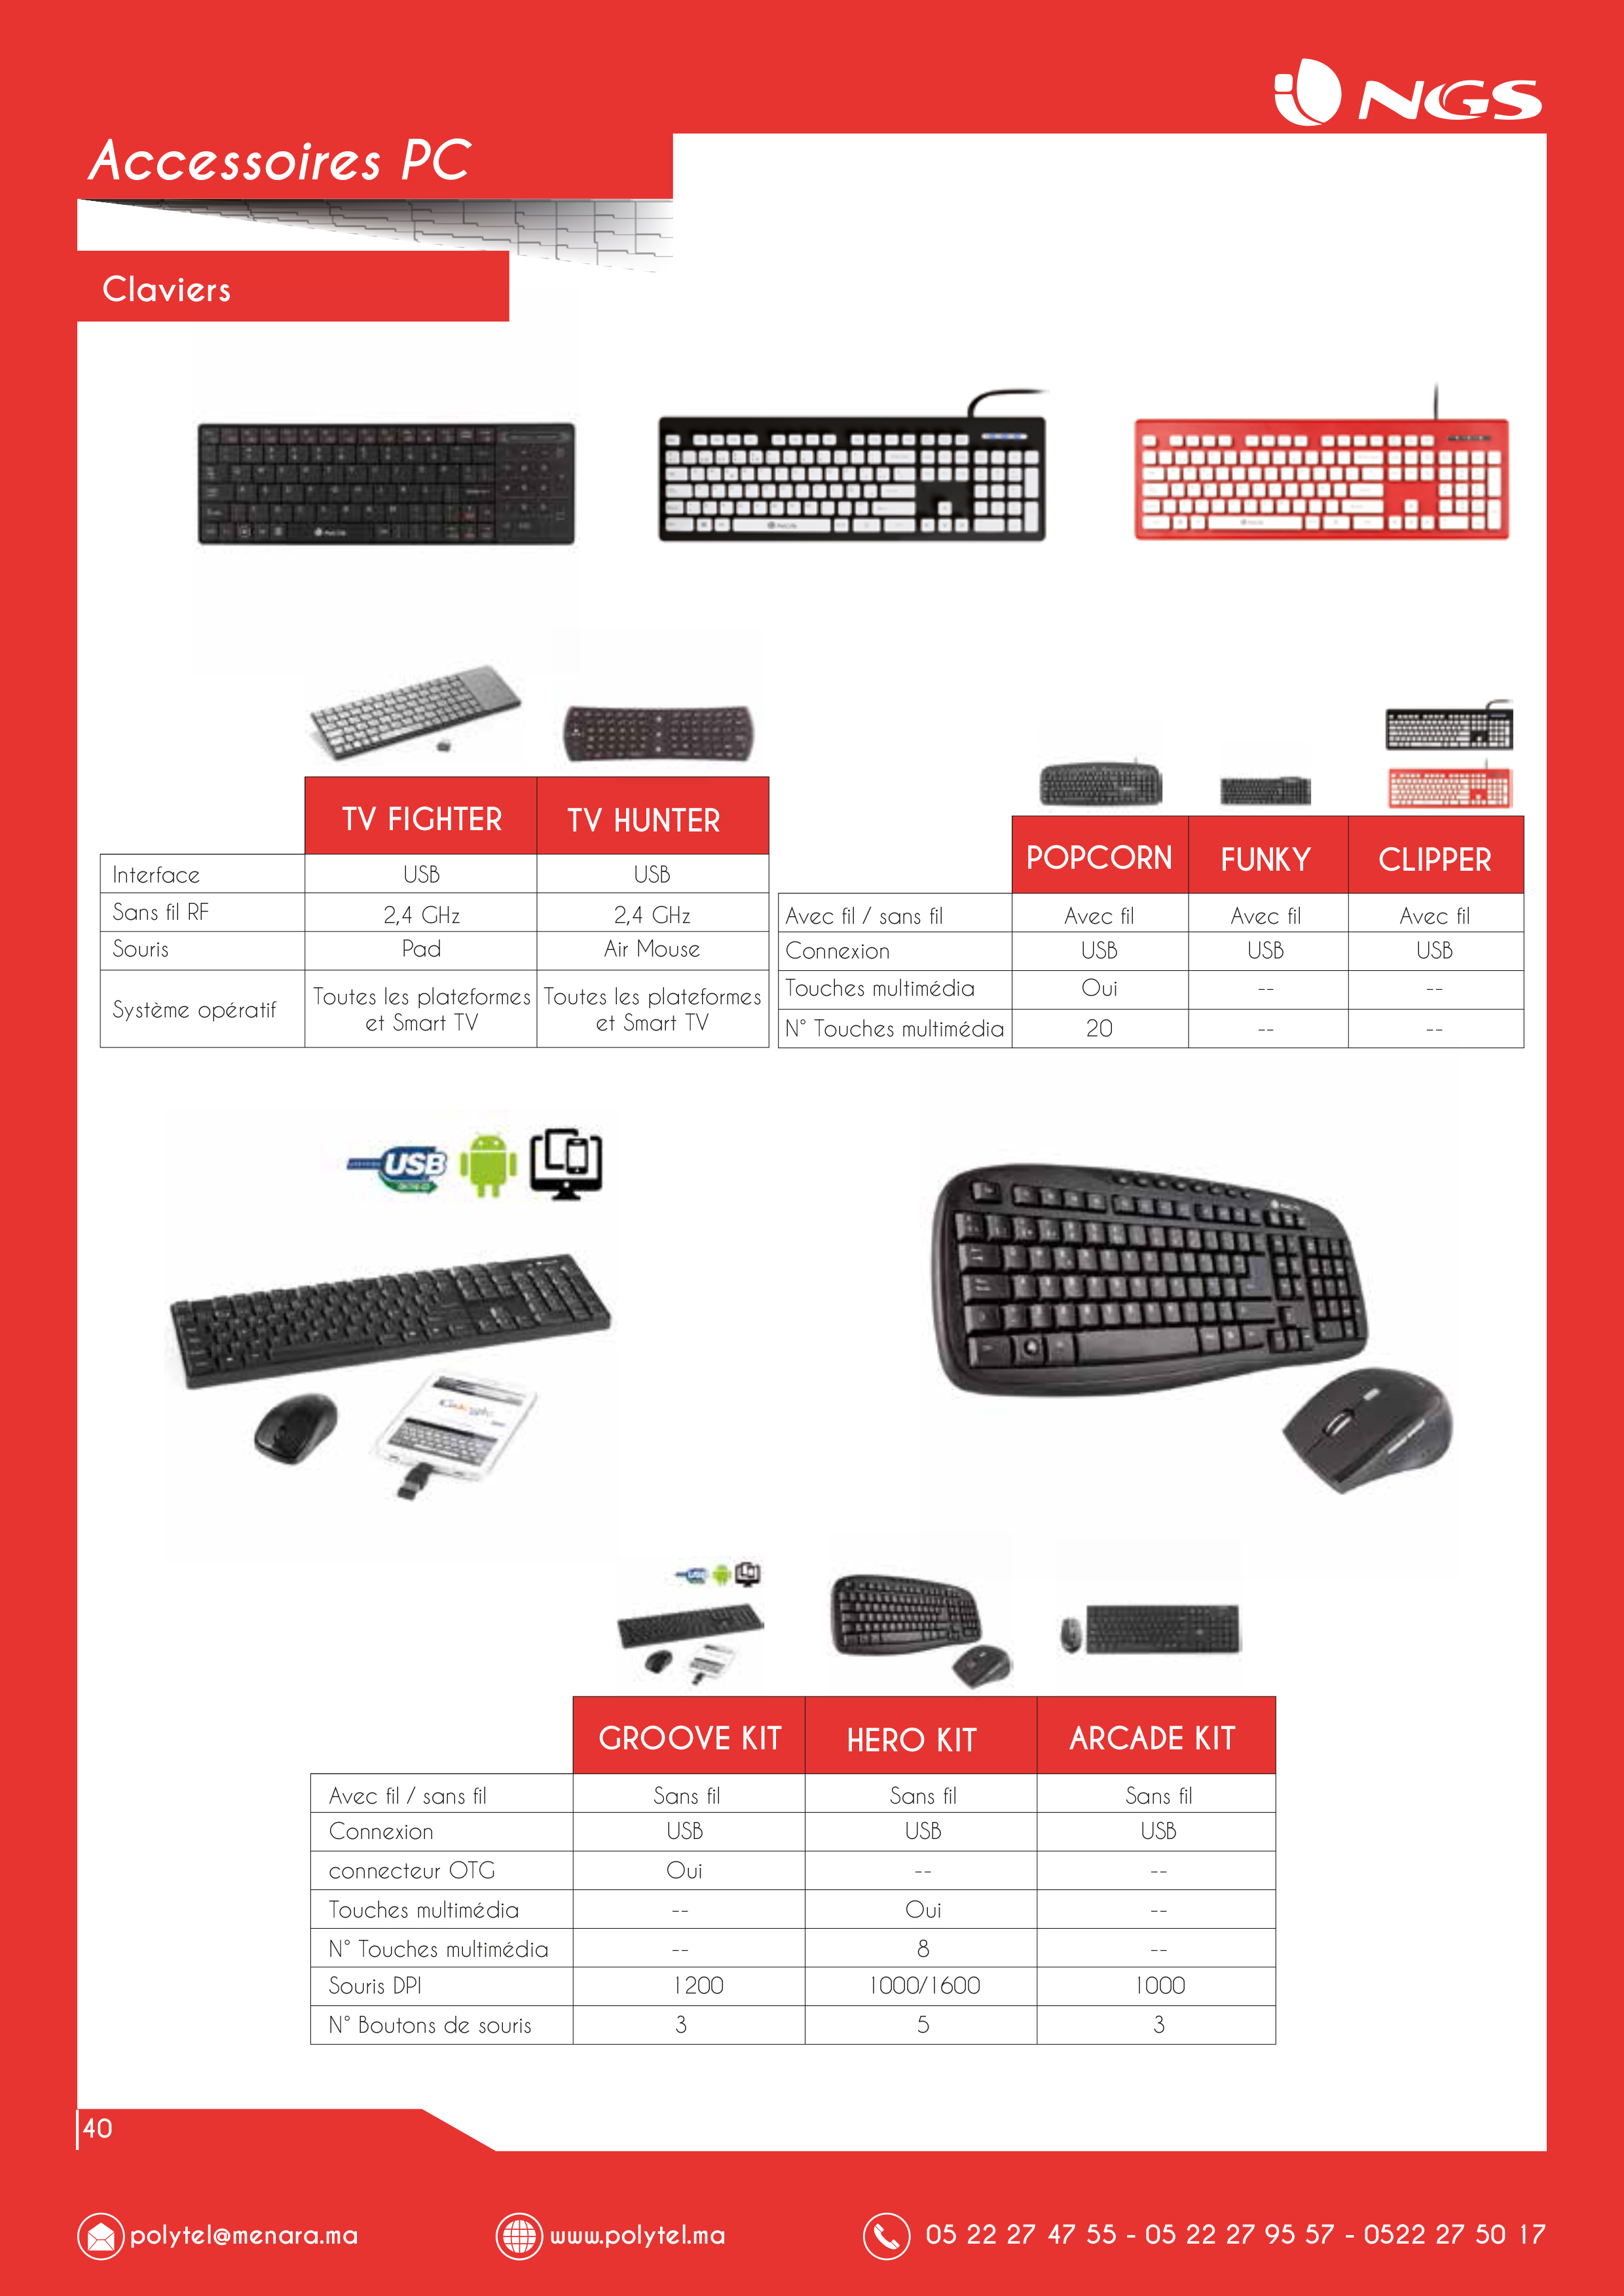 NGS
Accessoires PC
Claviers
TV FIGHTER TV HUNTER
Interface USB USB
Sans fil RF 2,4 GHz 2,4 GHz
Souris Pad Air Mouse
Système opératif Toutes les plateformes et Smart TV Toutes les plateformes et Smart TV
POPCORN FUNKY CLIPPER
Avec fil / sans fil Avec fil Avec fil Avec fil
Connexion USB USB USB
Touches multimédia Oui -- --
N° Touches multimédia 20 -- --
USB
GROOVE KIT HERO KIT ARCADE KIT
Avec fil / sans fil Sans fil Sans fil Sans fil
Connexion USB USB USB
connecteur OTG Oui -- --
Touches multimédia -- Oui --
N° Touches multimédia -- 8 --
Souris DPI 1200 1000/1600 1000
N° Boutons de souris 3 5 3
40
polytel@menara.ma www.polytel.ma 05 22 27 47 55 - 05 22 27 95 57 - 0522 27 50 17